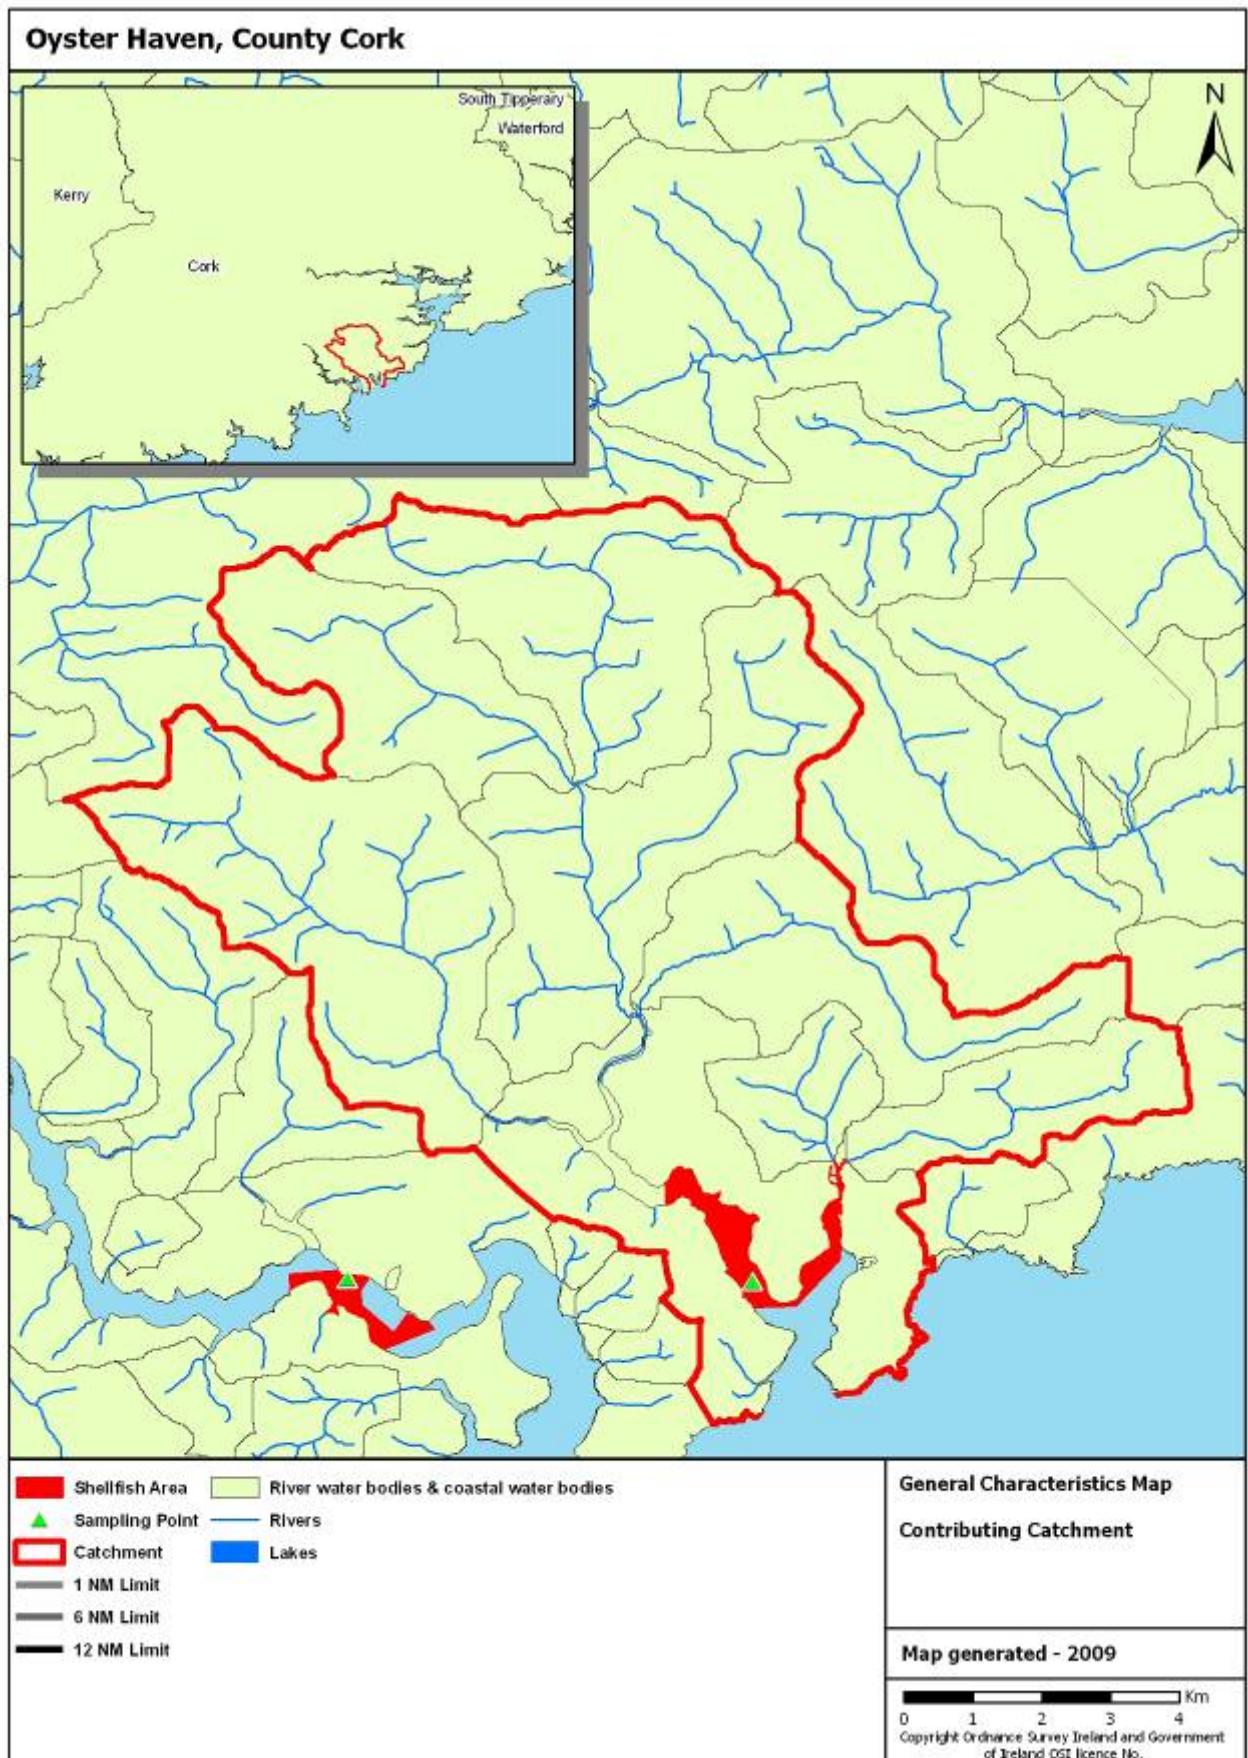 Oyster Haven, County Cork
South Tipperary
Waterford
Kerry
Cork
N
Shellfish Area
River water bodies & coastal water bodies
Sampling Point
Rivers
Catchment
Lakes
1 NM Limit
6 NM Limit
12 NM Limit
General Characteristics Map
Contributing Catchment
Map generated - 2009
Km
0 1 2 3 4
Copyright Ordnance Survey Ireland and Government
of Ireland OSI licence No.